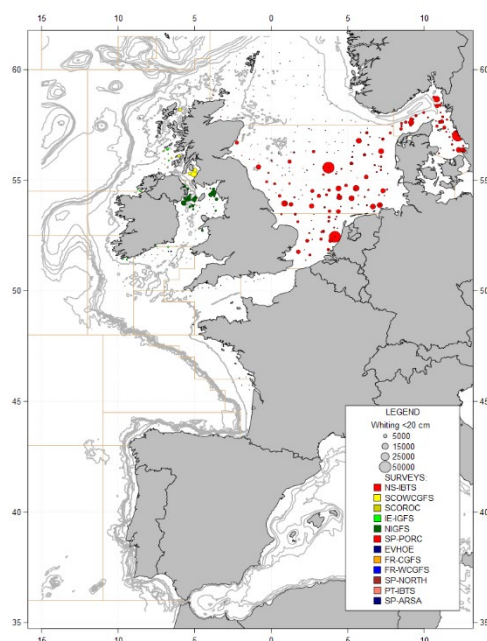 15
10
5
0
5
10
60
55
50
45
40
35
60
55
50
45
40
35
LEGEND
Whiting <20 cm
5000
15000
25000
50000
SURVEYS:
NS-IBTS
SCOWCGFS
SCOROC
IE-IGFS
NIGFS
SP-PORC
EVHOE
FR-CGFS
FR-WCGFS
SP-NORTH
PT-IBTS
SP-ARSA
15
10
5
0
5
10